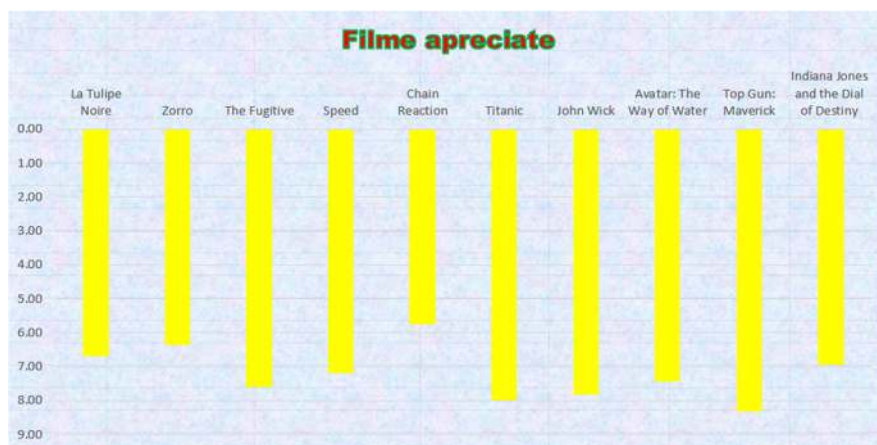 Filme apreciate
La Tulipe Noire
Zorro
The Fugitive
Speed
Chain Reaction
Titanic
John Wick
Avatar: The Way of Water
Top Gun: Maverick
Indiana Jones and the Dial of Destiny
0.00
1.00
2.00
3.00
4.00
5.00
6.00
7.00
8.00
9.00